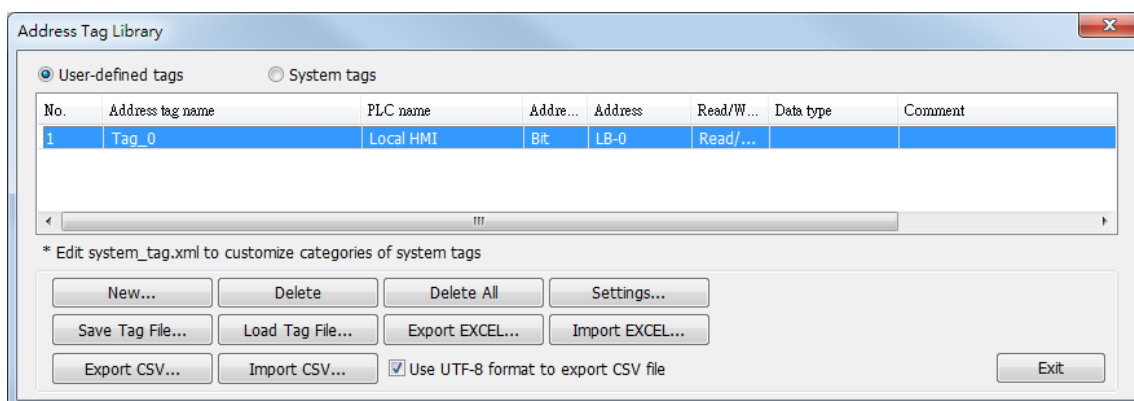 Address Tag Library
User-defined tags System tags
No. Address tag name PLC name Addre... Address Read/W... Data type Comment
1 Tag_0 Local HMI Bit LB-0 Read/...
* Edit system_tag.xml to customize categories of system tags
New... Delete Delete All Settings...
Save Tag File... Load Tag File... Export EXCEL... Import EXCEL...
Export CSV... Import CSV... Use UTF-8 format to export CSV file Exit